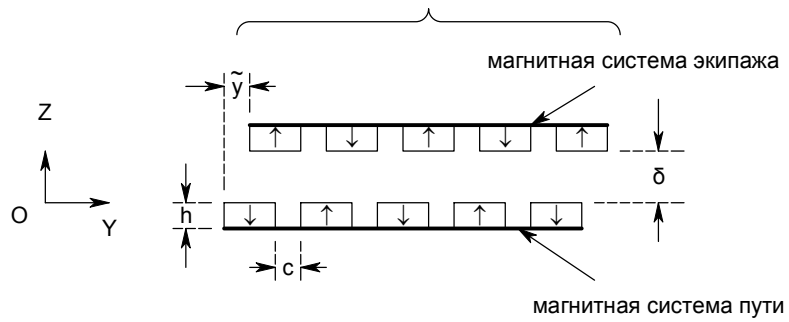 магнитная система экипажа
ỹ
Z
δ
O
h
Y
c
магнитная система пути